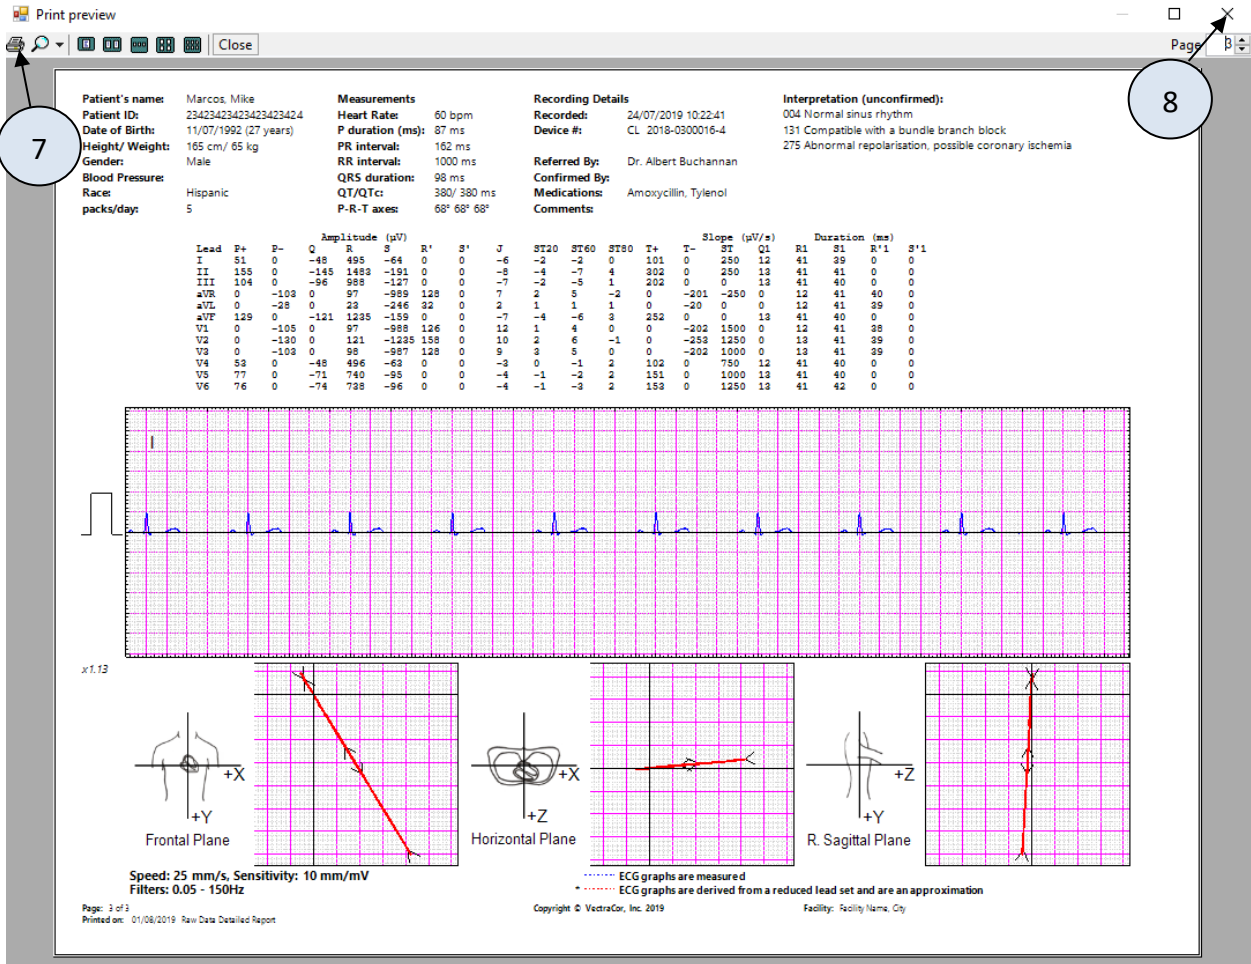 Print preview
Close
Page 3
7
8
Patient's name: Marcos, Mike
Patient ID: 23423423423423423424
Date of Birth: 11/07/1992 (27 years)
Height/ Weight: 165 cm/ 65 kg
Gender: Male
Blood Pressure:
Race: Hispanic
packs/day: 5
Measurements
Heart Rate: 60 bpm
P duration (ms): 87 ms
PR interval: 162 ms
RR interval: 1000 ms
QRS duration: 98 ms
QT/QTc: 380/ 380 ms
P-R-T axes: 68° 68° 68°
Recording Details
Recorded: 24/07/2019 10:22:41
Device #: CL 2018-0300016-4
Referred By: Dr. Albert Buchannan
Confirmed By:
Medications: Amoxycillin, Tylenol
Comments:
Interpretation (unconfirmed):
004 Normal sinus rhythm
131 Compatible with a bundle branch block
275 Abnormal repolarisation, possible coronary ischemia
Amplitude (µV) Slope (µV/s) Duration (ms)
Lead P+ P- Q R S R' S' J ST20 ST60 ST80 T+ T- ST Q1 R1 S1 R'1 S'1
I 51 0 -48 495 -64 0 0 -6 -2 -2 0 101 0 250 12 41 39 0 0
II 155 0 -145 1483 -191 0 0 -8 -4 -7 4 302 0 250 13 41 41 0 0
III 104 0 -96 988 -127 0 0 -7 -2 -5 1 202 0 0 13 41 40 0 0
aVR 0 -103 0 97 -989 128 0 7 2 5 -2 0 -201 -250 0 12 41 40 0
aVL 0 -28 0 23 -246 32 0 2 1 1 1 0 -20 0 0 12 41 39 0
aVF 129 0 -121 1235 -159 0 0 -7 -4 -6 3 252 0 0 13 41 40 0 0
V1 0 -105 0 97 -988 126 0 12 1 4 0 0 -202 1500 0 12 41 38 0
V2 0 -130 0 121 -1235 158 0 10 2 6 -1 0 -253 1250 0 13 41 39 0
V3 0 -103 0 98 -987 128 0 9 3 5 0 0 -202 1000 0 13 41 39 0
V4 53 0 -48 496 -63 0 0 -3 0 -1 2 102 0 750 12 41 40 0 0
V5 77 0 -71 740 -95 0 0 -4 -1 -2 2 151 0 1000 13 41 40 0 0
V6 76 0 -74 738 -96 0 0 -4 -1 -3 2 153 0 1250 13 41 42 0 0
I
x1.13
+X
+Y
Frontal Plane
+X
+Z
Horizontal Plane
+Z
+Y
R. Sagittal Plane
Speed: 25 mm/s, Sensitivity: 10 mm/mV
Filters: 0.05 - 150Hz
ECG graphs are measured
* ECG graphs are derived from a reduced lead set and are an approximation
Page: 3 of 3
Printed on: 01/08/2019 Raw Data Detailed Report
Copyright © VectraCor, Inc. 2019
Facility: Facility Name, City